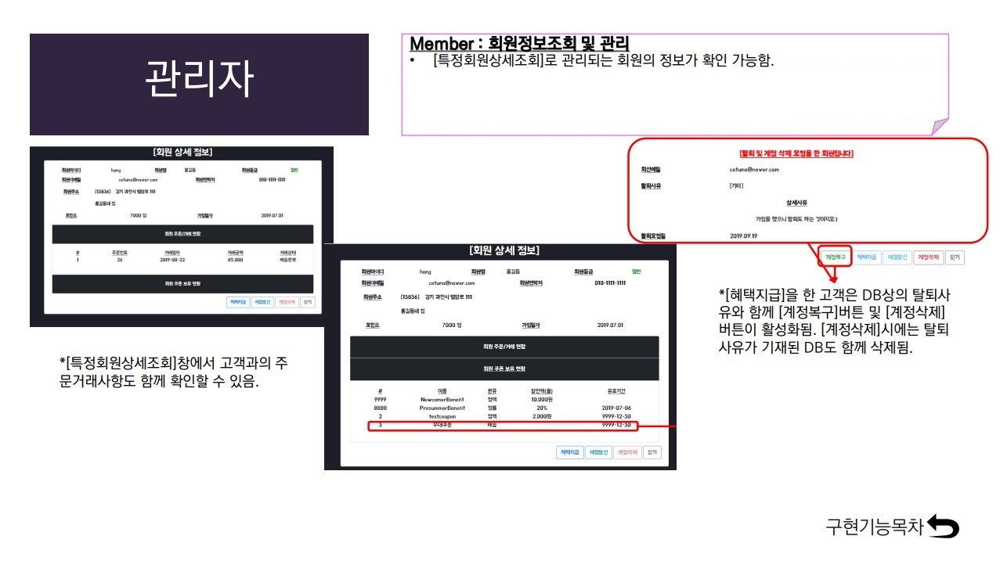 관리자
Member : 회원정보조회 및 관리
• [특정회원상세조회]로 관리되는 회원의 정보가 확인 가능함.
[회원 상세 정보]
회원아이디 hong 회원명 홍길동 회원등급 일반
회원이메일 cefuna@naver.com 회원연락처 010-1111-1111
회원주소 [13836] 경기 과천시 별양로 111
홍길동네 집
포인트 7000 점 가입일자 2019.07.01
회원 주문/거래 현황
# 주문번호 거래일자 거래금액 거래상태
1 26 2019-08-22 85,000 배송완료
회원 쿠폰 보유 현황
혜택지급 메일발신 계정삭제 닫기
*[특정회원상세조회]창에서 고객과의 주
문거래사항도 함께 확인할 수 있음.
[회원 상세 정보]
회원아이디 hong 회원명 홍길동 회원등급 일반
회원이메일 cefuna@naver.com 회원연락처 010-1111-1111
회원주소 [13836] 경기 과천시 별양로 111
홍길동네 집
포인트 7000 점 가입일자 2019.07.01
회원 주문/거래 현황
회원 쿠폰 보유 현황
# 이름 분류 할인액(률) 유효기간
9999 NewcomerBenefit 정액 10,000원
8888 PresummerBenefit 정률 20% 2019-07-06
2 testcoupon 정액 2,000원 9999-12-30
3 우대쿠폰 배송 9999-12-30
혜택지급 메일발신 계정삭제 닫기
[탈퇴 및 계정 삭제 요청을 한 회원입니다]
회신메일 cefuna@naver.com
탈퇴사유 [기타]
상세사유
가입을 했으니 탈퇴도 하는 것이지요:)
탈퇴요청일 2019.09.19
계정복구 혜택지급 메일발신 계정삭제 닫기
*[혜택지급]을 한 고객은 DB상의 탈퇴사
유와 함께 [계정복구]버튼 및 [계정삭제]
버튼이 활성화됨. [계정삭제]시에는 탈퇴
사유가 기재된 DB도 함께 삭제됨.
구현기능목차